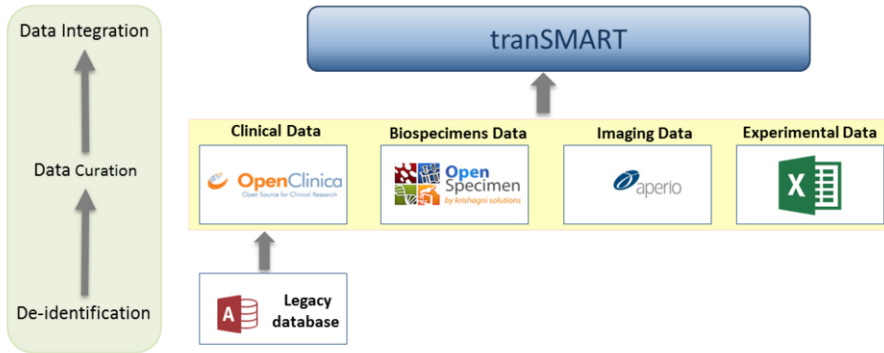 Data Integration
Data Curation
De-identification
tranSMART
Clinical Data
Biospecimens Data
Imaging Data
Experimental Data
OpenClinica
Open Source for Clinical Research
Open
Specimen
by krishagni solutions
aperio
X
A
Legacy
database